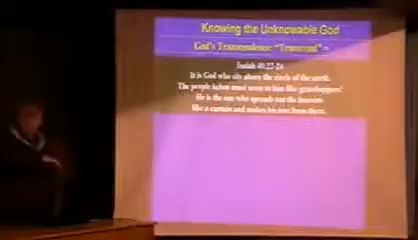 Knowing the Unknowable God
God's Transcendence "Transcend" =
Isaiah 40:22-24
It is God who sits above the circle of the earth.
The people below must seem to him like grasshoppers!
He is the one who spreads out the heavens
like a curtain and makes his tent from them.